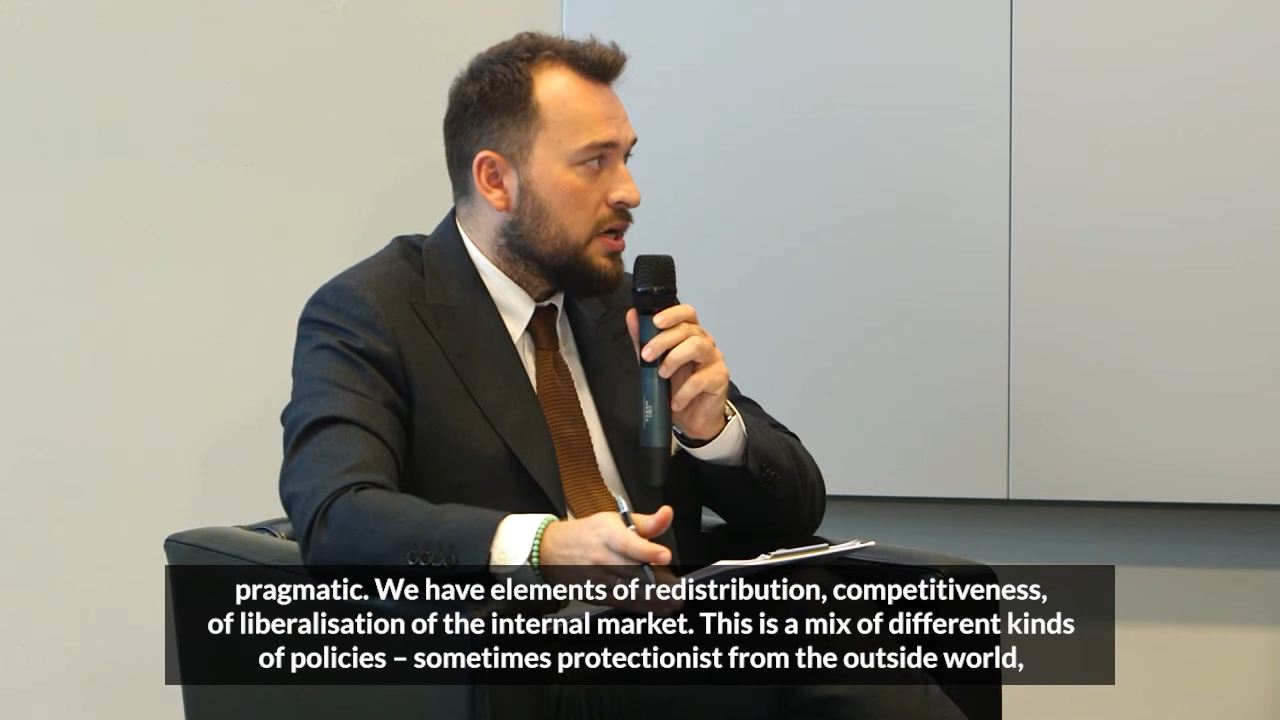 pragmatic. We have elements of redistribution, competitiveness,
of liberalisation of the internal market. This is a mix of different kinds
of policies – sometimes protectionist from the outside world,